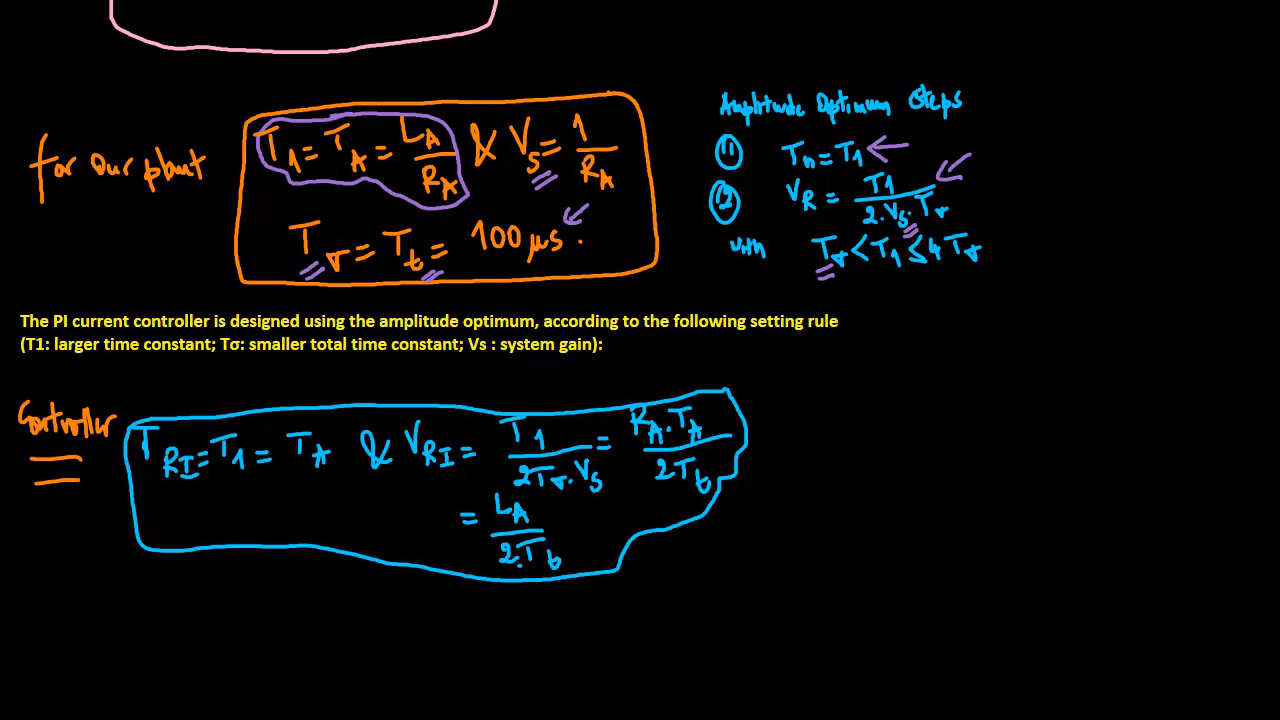 For our plant
T1 = TA = LA/RA & VS = 1/RA
Tσ = Tt = 100 μs.
Amplitude Optimum Steps
(1) Tn = T1
(2) VR = T1/(2.VS.Tσ)
with Tσ < T1 ≤ 4Tσ
The PI current controller is designed using the amplitude optimum, according to the following setting rule
(T1: larger time constant; Tσ: smaller total time constant; Vs : system gain):
Controller
TRI = T1 = TA & VRI = T1/(2Tσ.VS) = RA.TA/(2Tt)
= LA/(2.Tt)